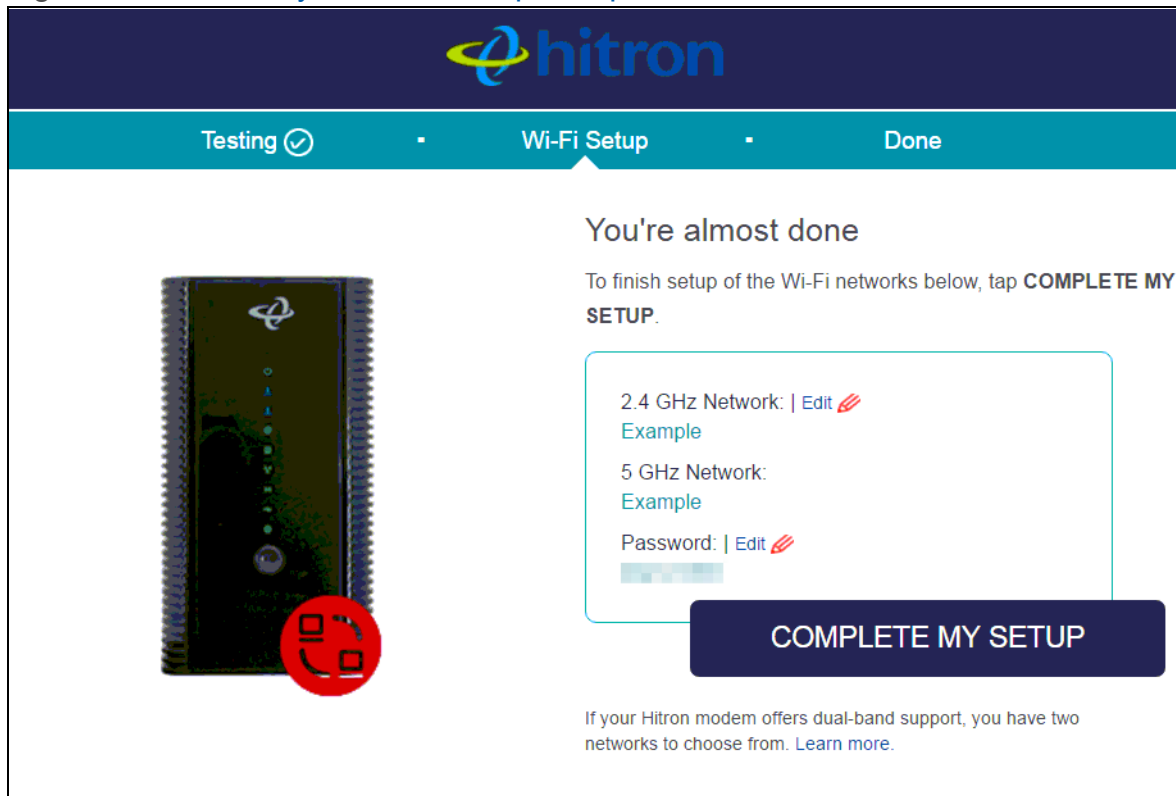 hitron
Testing
Wi-Fi Setup
Done
You're almost done
To finish setup of the Wi-Fi networks below, tap COMPLETE MY
SETUP.
2.4 GHz Network: | Edit
Example
5 GHz Network:
Example
Password: | Edit
COMPLETE MY SETUP
If your Hitron modem offers dual-band support, you have two
networks to choose from. Learn more.